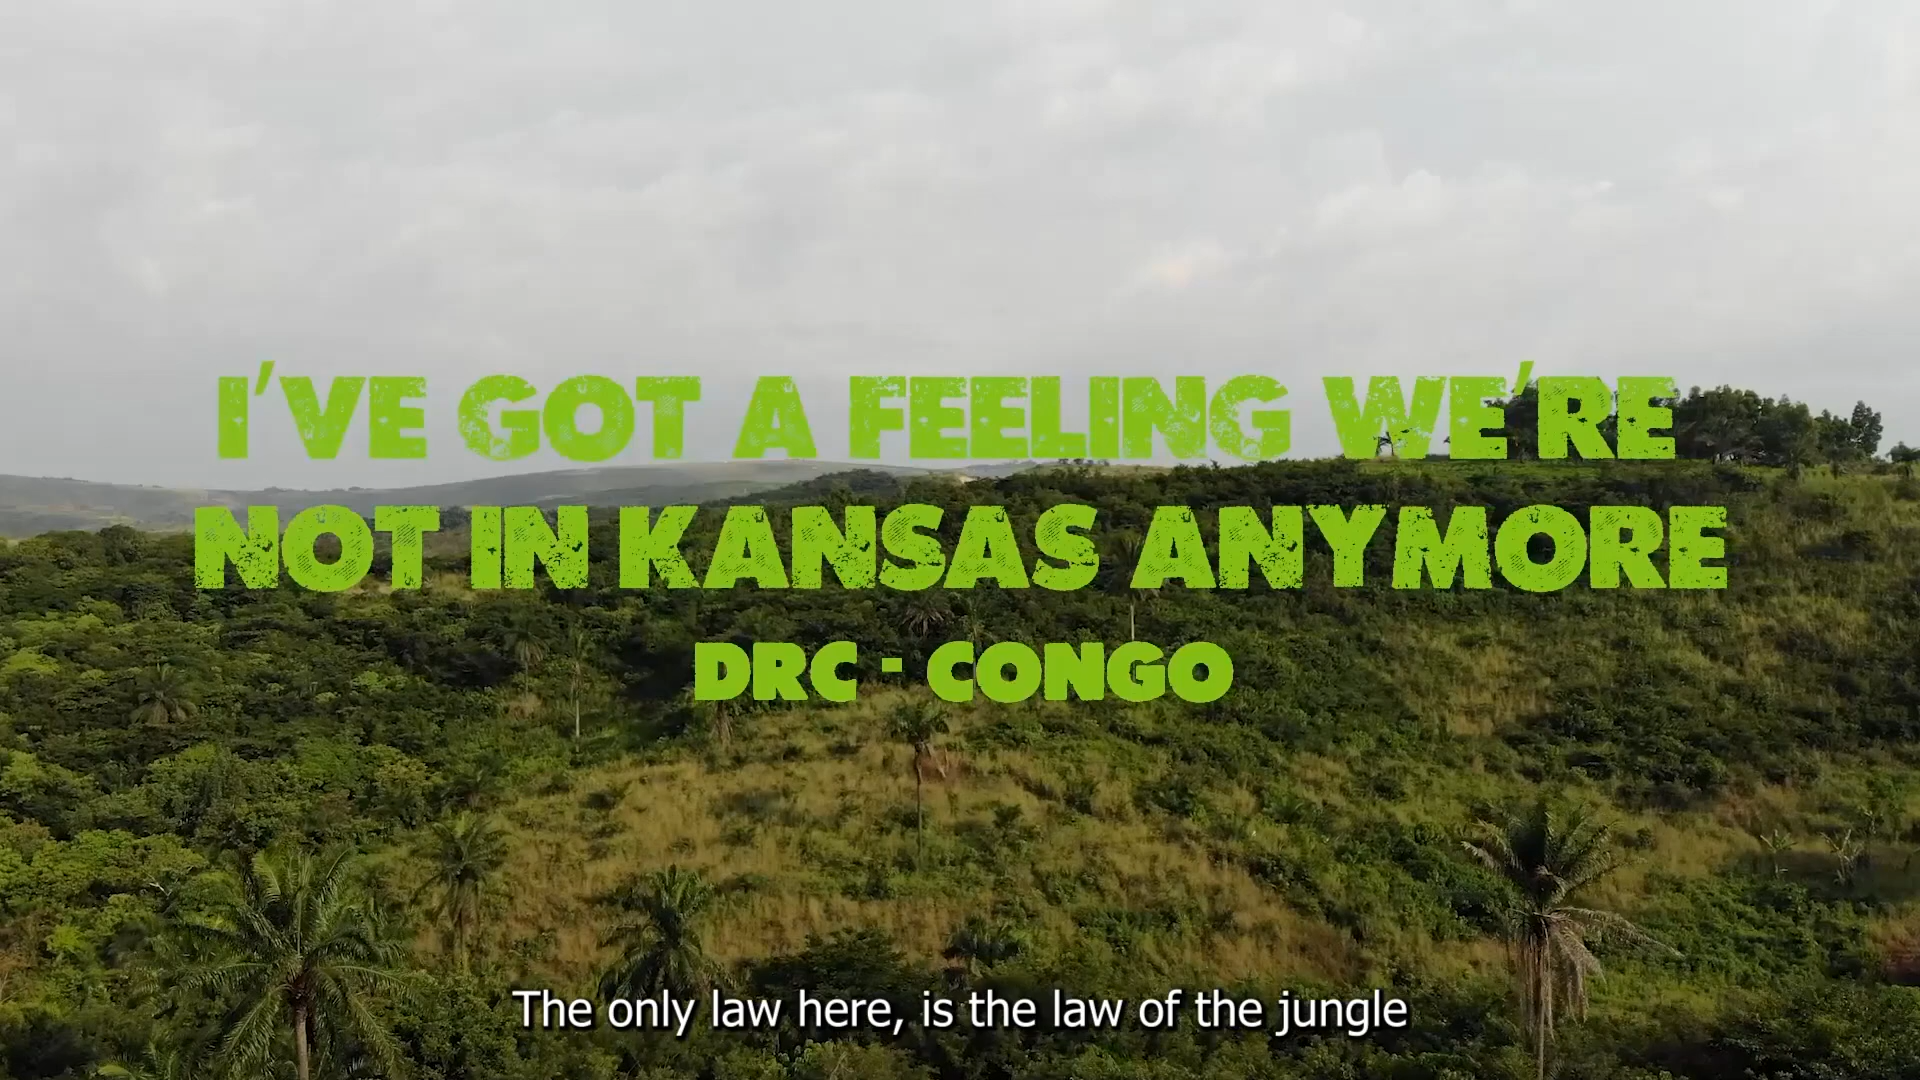 I'VE GOT A FEELING WE'RE
NOT IN KANSAS ANYMORE
DRC - CONGO
The only law here, is the law of the jungle